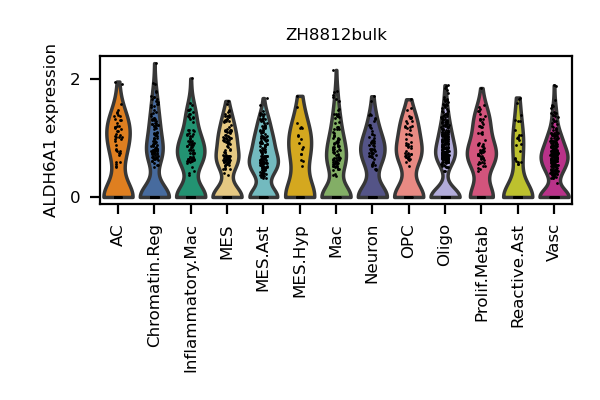 ZH8812bulk
ALDH6A1 expression
2
0
AC
Chromatin.Reg
Inflammatory.Mac
MES
MES.Ast
MES.Hyp
Mac
Neuron
OPC
Oligo
Prolif.Metab
Reactive.Ast
Vasc